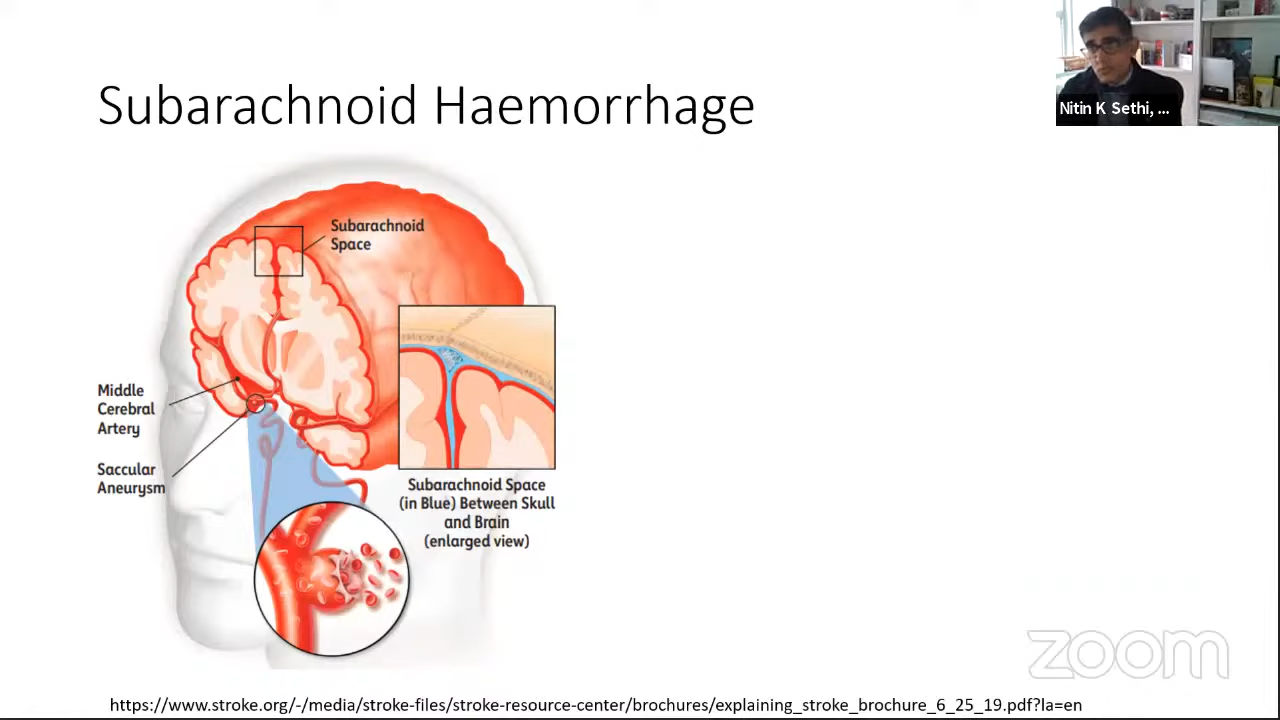 Subarachnoid Haemorrhage
Nitin K Sethi, ...
Subarachnoid
Space
Middle
Cerebral
Artery
Saccular
Aneurysm
Subarachnoid Space
(in Blue) Between Skull
and Brain
(enlarged view)
zoom
https://www.stroke.org/-/media/stroke-files/stroke-resource-center/brochures/explaining_stroke_brochure_6_25_19.pdf?la=en